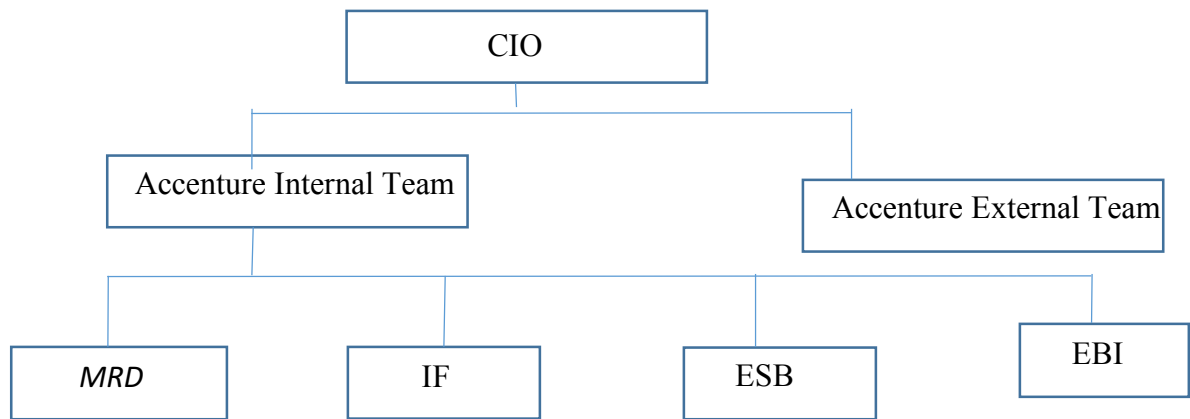 CIO
Accenture Internal Team
Accenture External Team
MRD
IF
ESB
EBI